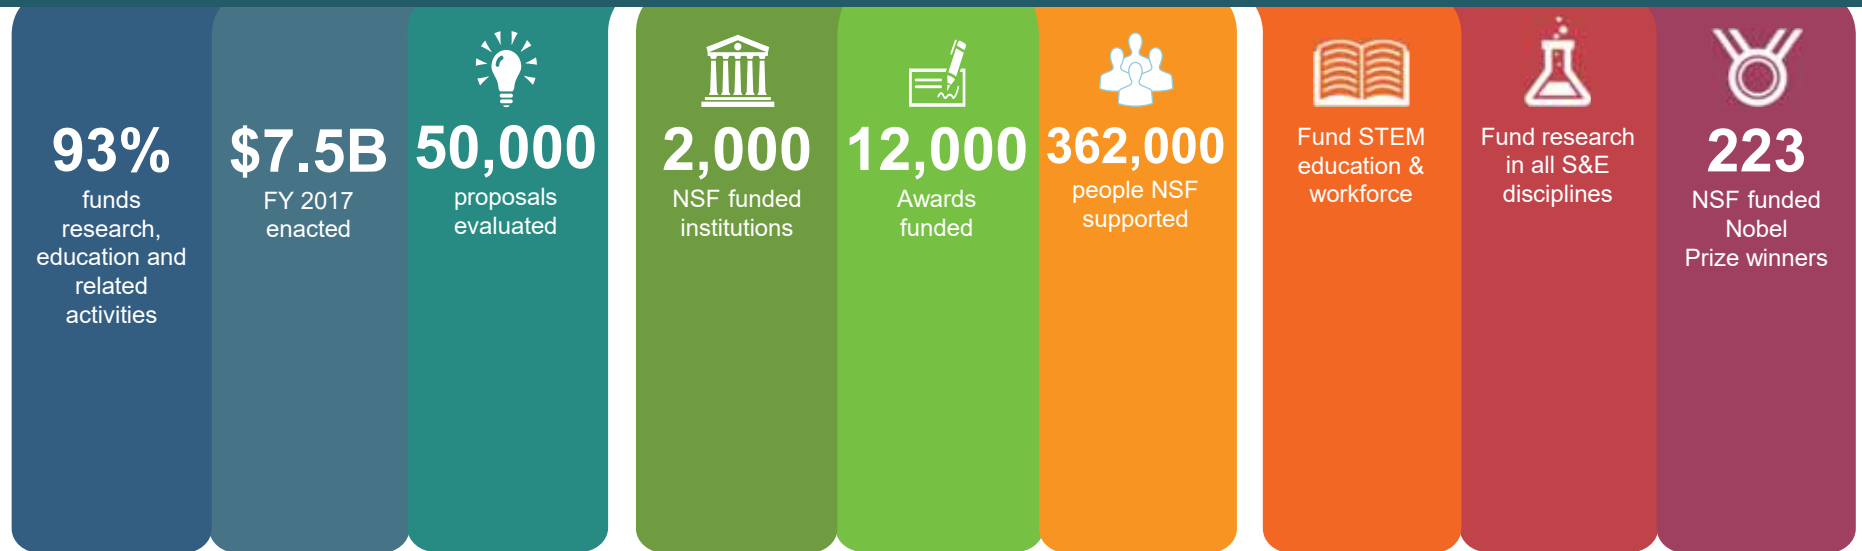 93%
funds
research,
education and
related
activities
$7.5B
FY 2017
enacted
50,000
proposals
evaluated
2,000
NSF funded
institutions
12,000
Awards
funded
362,000
people NSF
supported
Fund STEM
education &
workforce
Fund research
in all S&E
disciplines
223
NSF funded
Nobel
Prize winners